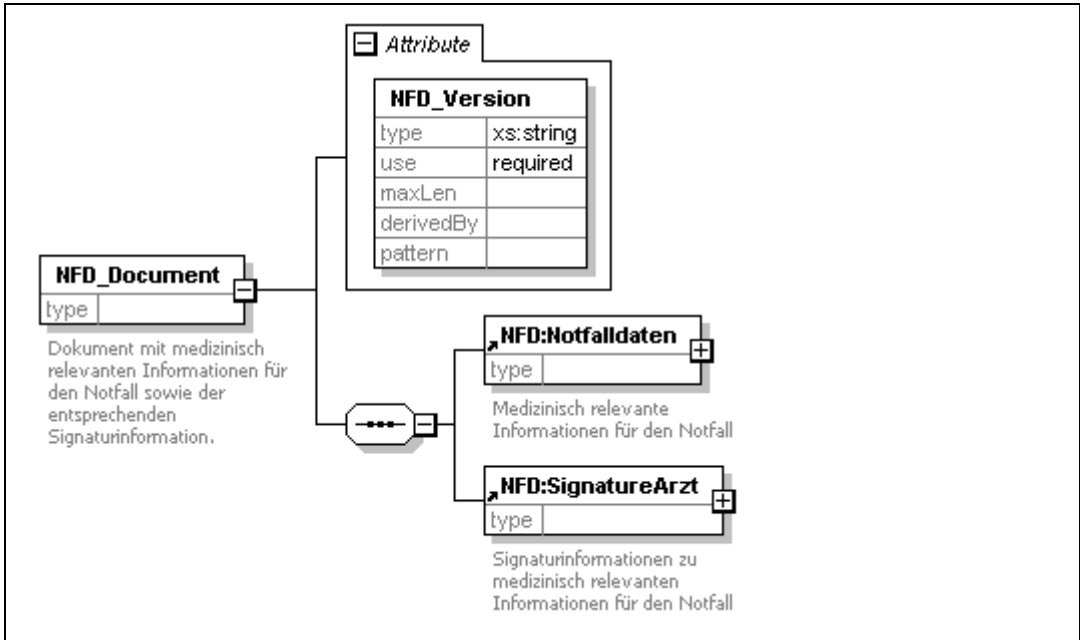 Attribute
NFD_Version
type xs:string
use required
maxLen
derivedBy
pattern
NFD_Document
type
Dokument mit medizinisch
relevanten Informationen für
den Notfall sowie der
entsprechenden
Signaturinformation.
NFD:Notfalldaten
type
Medizinisch relevante
Informationen für den Notfall
NFD:SignatureArzt
type
Signaturinformationen zu
medizinisch relevanten
Informationen für den Notfall